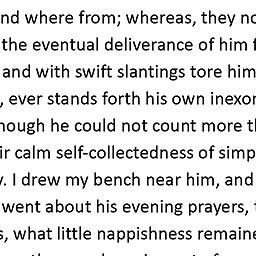 nd where from; whereas, they no
the eventual deliverance of him f
and with swift slantings tore him
, ever stands forth his own inexor
hough he could not count more th
ir calm self-collectedness of simp
. I drew my bench near him, and
went about his evening prayers, 
s, what little nappishness remaine